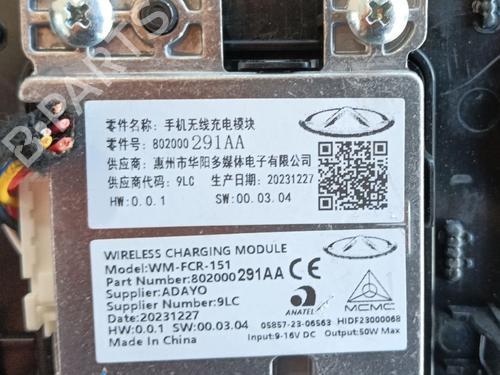 零件名称: 手机无线充电模块
零件号: 802000291AA
供应商: 惠州市华阳多媒体电子有限公司
供应商代码: 9LC 生产日期: 20231227
HW:0.0.1 SW:00.03.04
WIRELESS CHARGING MODULE
Model:WM-FCR-151
Part Number:802000291AA CE
Supplier:ADAYO
Supplier Number:9LC
Date:20231227
HW:0.0.1 SW:00.03.04
Made In China
ANATEL
MCMC
05857-23-06563 HIDF23000068
Input:9-16V DC Output:50W Max
B-PARTS